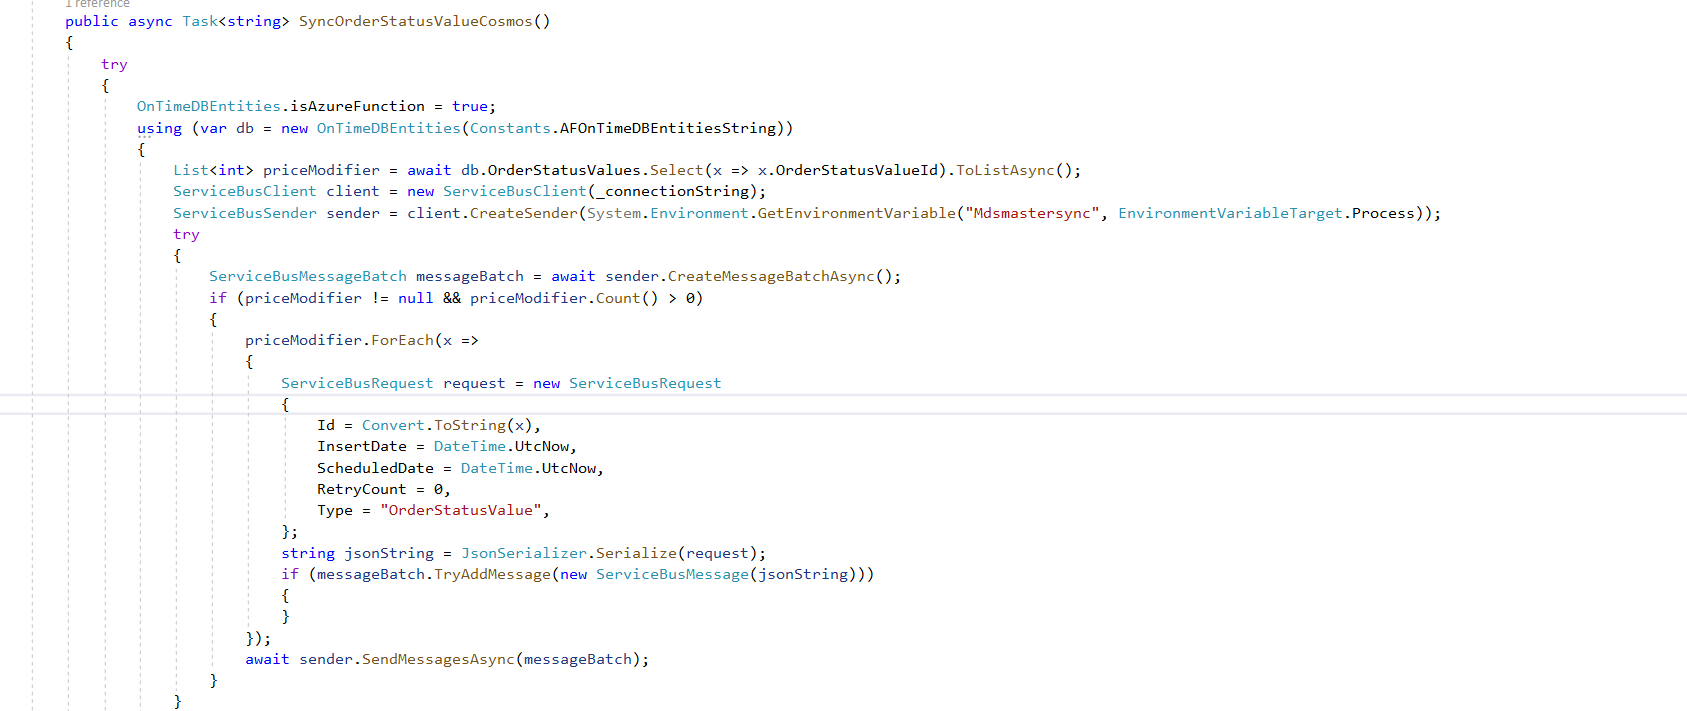 1 reference
public async Task<string> SyncOrderStatusValueCosmos()
{
try
{
OnTimeDBEntities.isAzureFunction = true;
using (var db = new OnTimeDBEntities(Constants.AFOnTimeDBEntitiesString))
{
List<int> priceModifier = await db.OrderStatusValues.Select(x => x.OrderStatusValueId).ToListAsync();
ServiceBusClient client = new ServiceBusClient(_connectionString);
ServiceBusSender sender = client.CreateSender(System.Environment.GetEnvironmentVariable("Mdsmastersync", EnvironmentVariableTarget.Process));
try
{
ServiceBusMessageBatch messageBatch = await sender.CreateMessageBatchAsync();
if (priceModifier != null && priceModifier.Count() > 0)
{
priceModifier.ForEach(x =>
{
ServiceBusRequest request = new ServiceBusRequest
{
Id = Convert.ToString(x),
InsertDate = DateTime.UtcNow,
ScheduledDate = DateTime.UtcNow,
RetryCount = 0,
Type = "OrderStatusValue",
};
string jsonString = JsonSerializer.Serialize(request);
if (messageBatch.TryAddMessage(new ServiceBusMessage(jsonString)))
{
}
});
await sender.SendMessagesAsync(messageBatch);
}
}